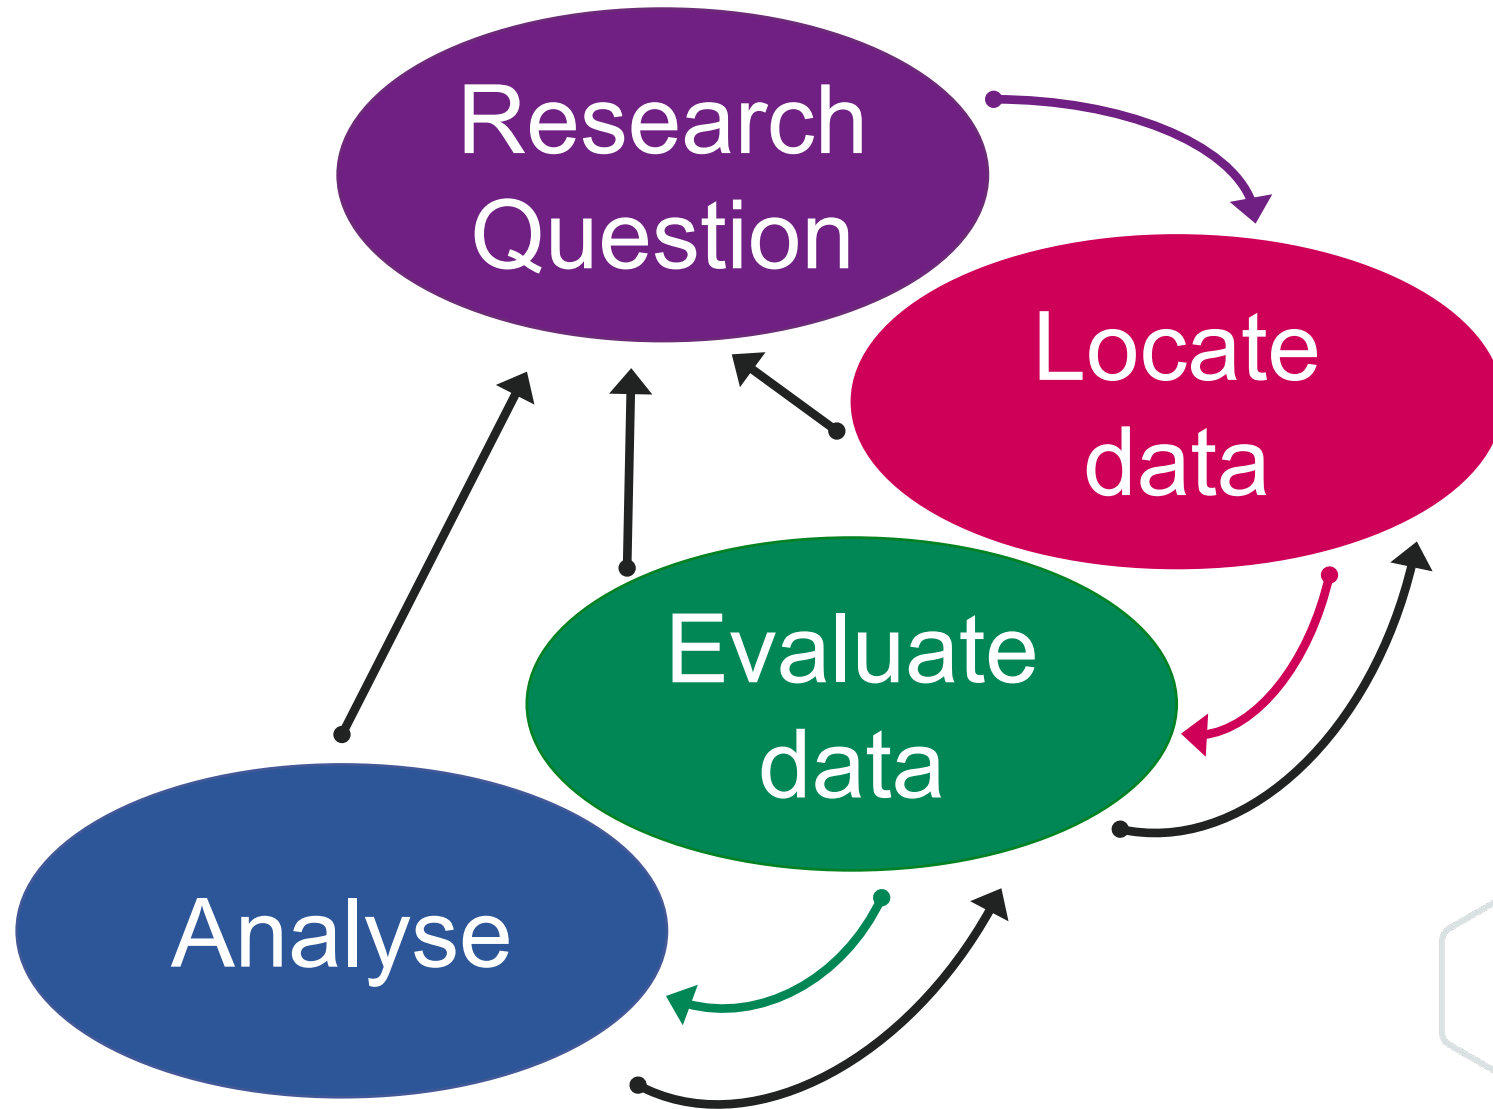 Research
Question
Locate
data
Evaluate
data
Analyse